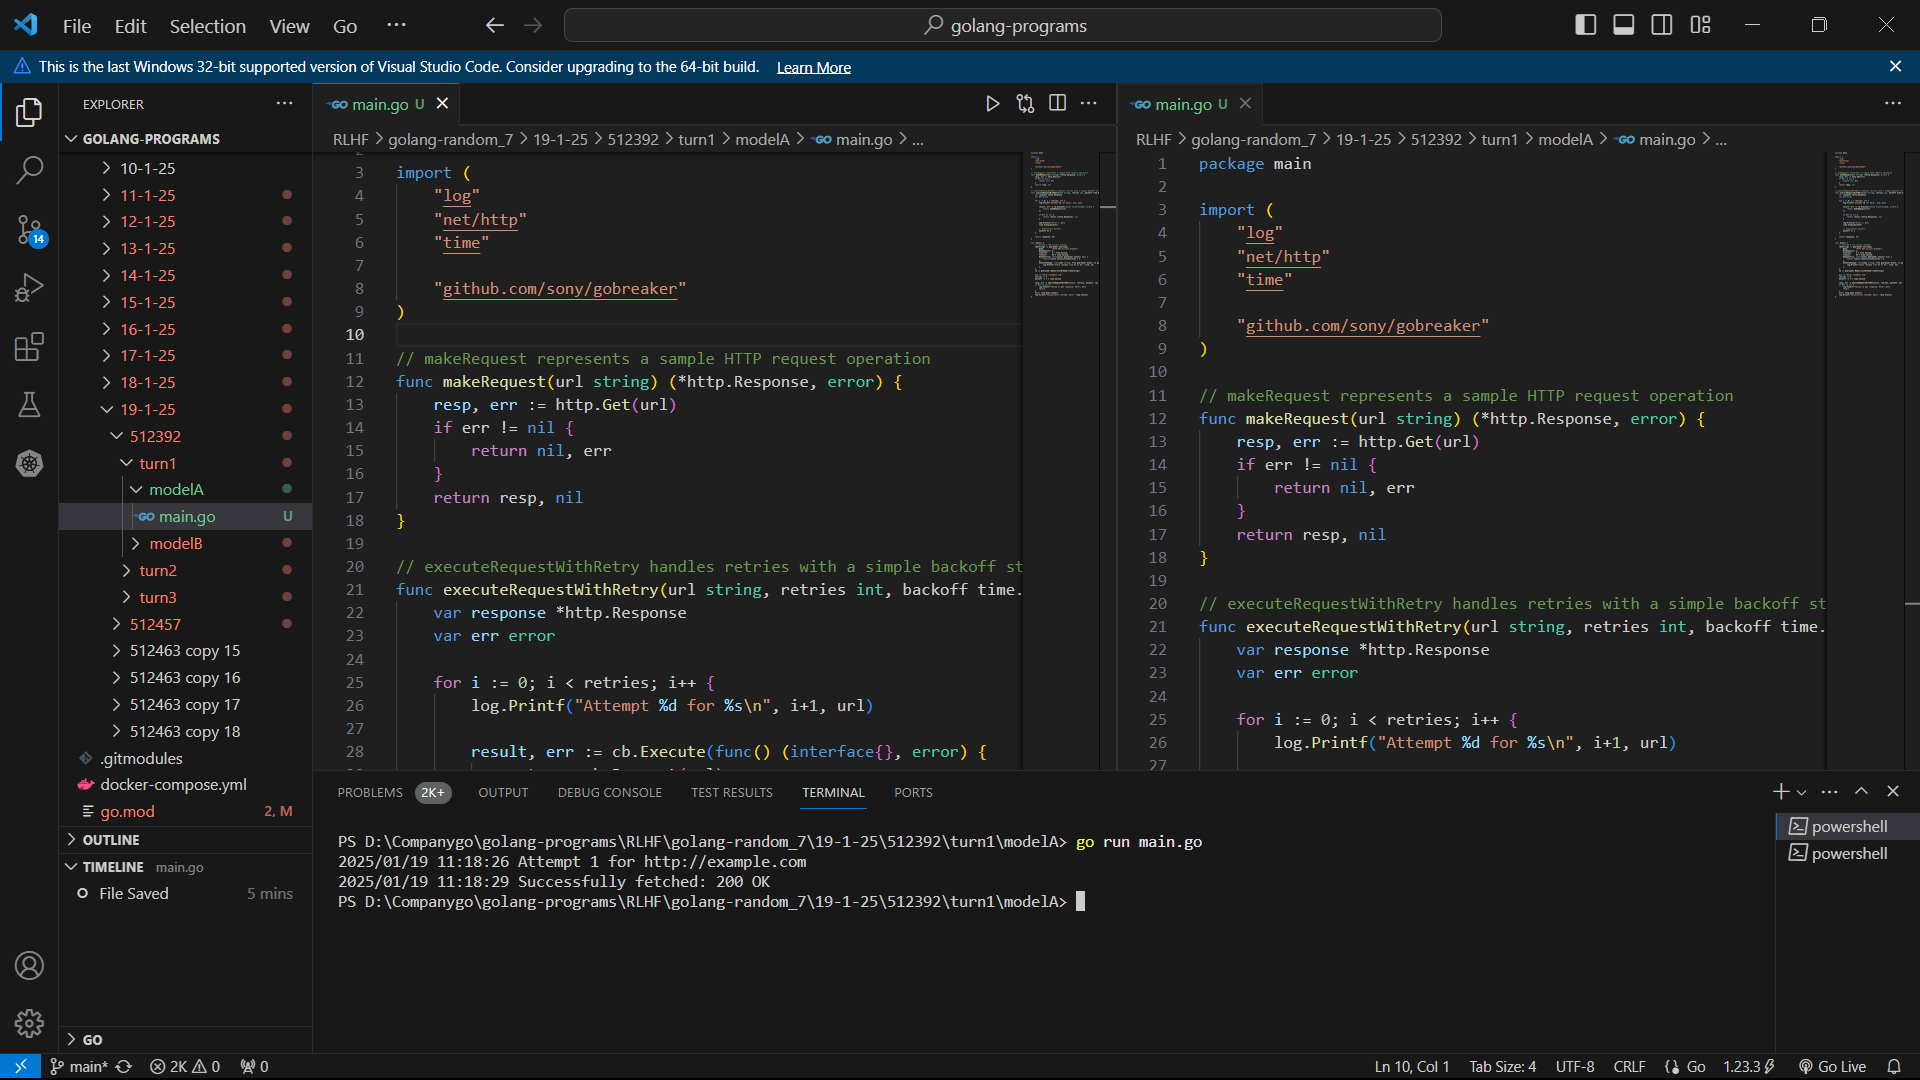 File Edit Selection View Go ··· golang-programs
This is the last Windows 32-bit supported version of Visual Studio Code. Consider upgrading to the 64-bit build. Learn More
EXPLORER
GOLANG-PROGRAMS
10-1-25
11-1-25
12-1-25
13-1-25
14-1-25
15-1-25
16-1-25
17-1-25
18-1-25
19-1-25
512392
turn1
modelA
main.go U
modelB
turn2
turn3
512457
512463 copy 15
512463 copy 16
512463 copy 17
512463 copy 18
.gitmodules
docker-compose.yml
go.mod 2, M
OUTLINE
TIMELINE main.go
File Saved 5 mins
GO
14
main.go U
RLHF > golang-random_7 > 19-1-25 > 512392 > turn1 > modelA > main.go > ...
3 import (
4 "log"
5 "net/http"
6 "time"
7
8 "github.com/sony/gobreaker"
9 )
10
11 // makeRequest represents a sample HTTP request operation
12 func makeRequest(url string) (*http.Response, error) {
13 resp, err := http.Get(url)
14 if err != nil {
15 return nil, err
16 }
17 return resp, nil
18 }
19
20 // executeRequestWithRetry handles retries with a simple backoff st
21 func executeRequestWithRetry(url string, retries int, backoff time.
22 var response *http.Response
23 var err error
24
25 for i := 0; i < retries; i++ {
26 log.Printf("Attempt %d for %s\n", i+1, url)
27
28 result, err := cb.Execute(func() (interface{}, error) {
main.go U
RLHF > golang-random_7 > 19-1-25 > 512392 > turn1 > modelA > main.go > ...
1 package main
2
3 import (
4 "log"
5 "net/http"
6 "time"
7
8 "github.com/sony/gobreaker"
9 )
10
11 // makeRequest represents a sample HTTP request operation
12 func makeRequest(url string) (*http.Response, error) {
13 resp, err := http.Get(url)
14 if err != nil {
15 return nil, err
16 }
17 return resp, nil
18 }
19
20 // executeRequestWithRetry handles retries with a simple backoff st
21 func executeRequestWithRetry(url string, retries int, backoff time.
22 var response *http.Response
23 var err error
24
25 for i := 0; i < retries; i++ {
26 log.Printf("Attempt %d for %s\n", i+1, url)
27
PROBLEMS 2K+ OUTPUT DEBUG CONSOLE TEST RESULTS TERMINAL PORTS
PS D:\Companygo\golang-programs\RLHF\golang-random_7\19-1-25\512392\turn1\modelA> go run main.go
2025/01/19 11:18:26 Attempt 1 for http://example.com
2025/01/19 11:18:29 Successfully fetched: 200 OK
PS D:\Companygo\golang-programs\RLHF\golang-random_7\19-1-25\512392\turn1\modelA>
powershell
powershell
main* 2K 0 0 Ln 10, Col 1 Tab Size: 4 UTF-8 CRLF Go 1.23.3 Go Live